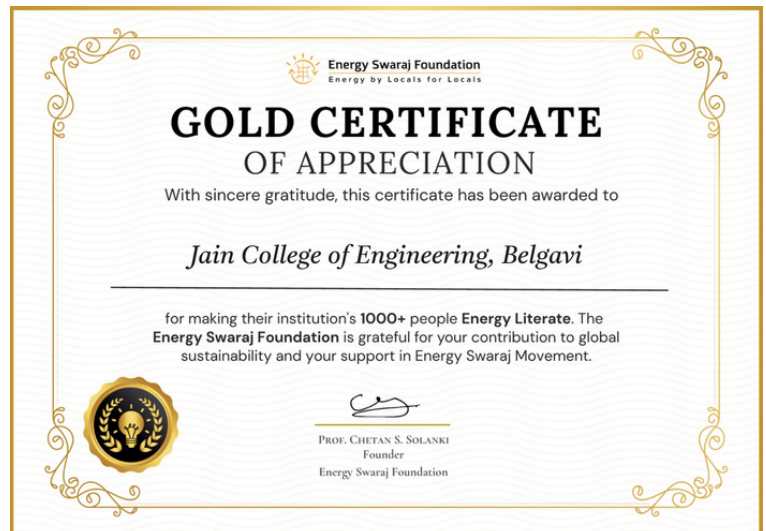 Energy Swaraj Foundation
Energy by Locals for Locals
GOLD CERTIFICATE
OF APPRECIATION
With sincere gratitude, this certificate has been awarded to
Jain College of Engineering, Belgavi
for making their institution's 1000+ people Energy Literate. The
Energy Swaraj Foundation is grateful for your contribution to global
sustainability and your support in Energy Swaraj Movement.
PROF. CHETAN S. SOLANKI
Founder
Energy Swaraj Foundation